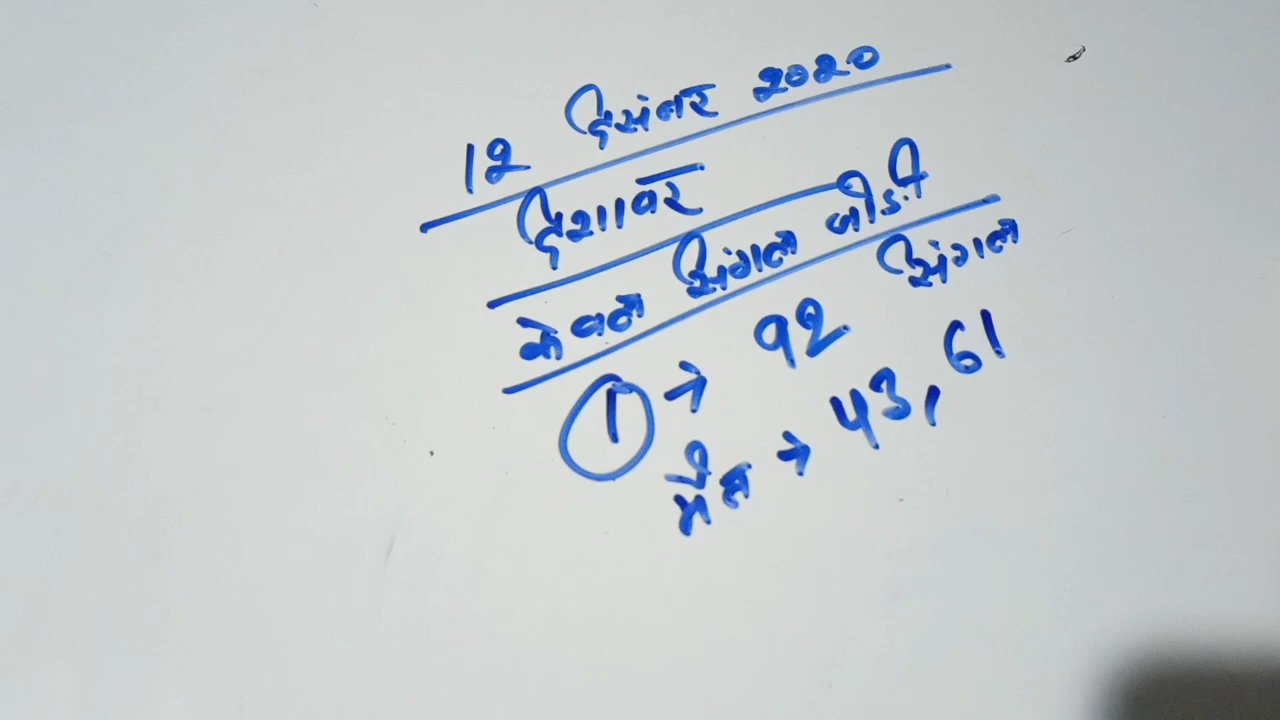 12 दिसंबर 2020
देशावर
केवल सिंगल जोड़ी
① → 92 सिंगल
मेन → 43, 61